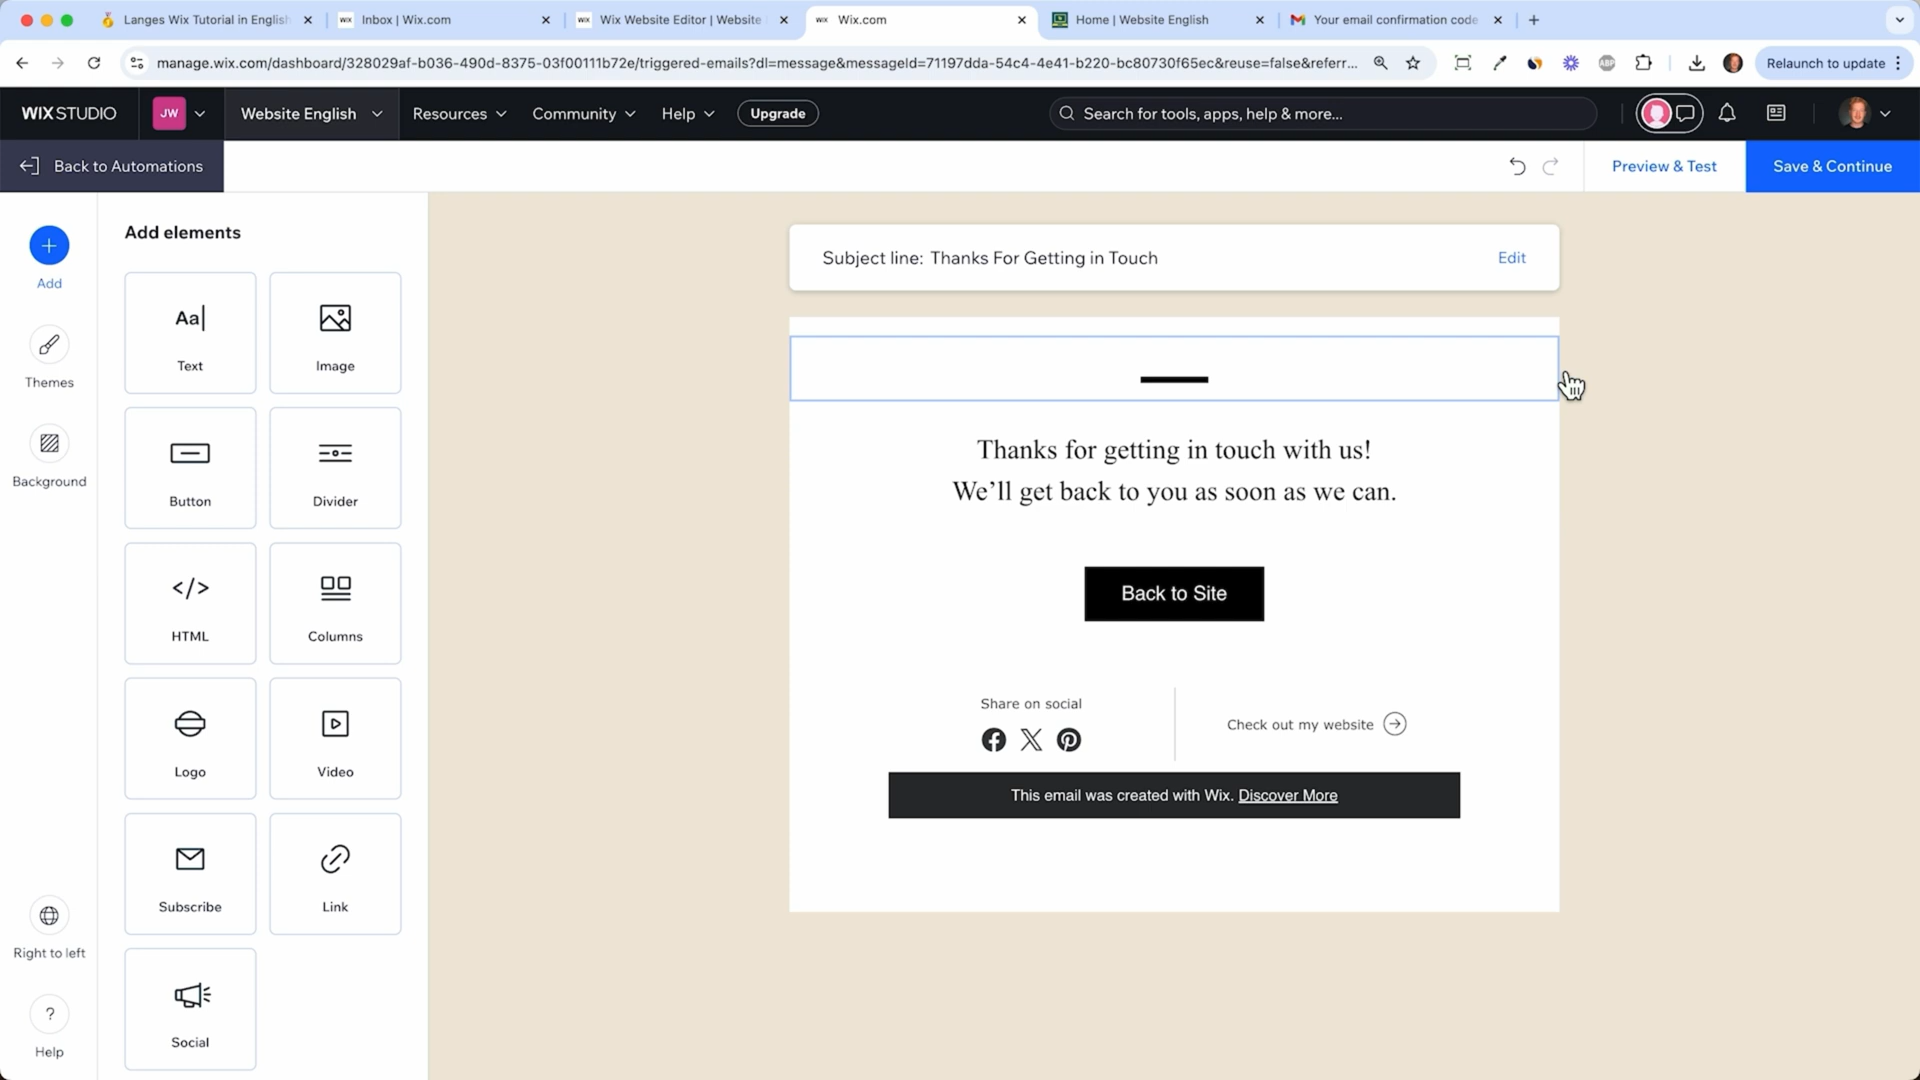 Langes Wix Tutorial in English
Inbox | Wix.com
Wix Website Editor | Website
Wix.com
Home | Website English
Your email confirmation code
manage.wix.com/dashboard/328029af-b036-490d-8375-03f00111b72e/triggered-emails?dl=message&messageId=71197dda-54c4-4e41-b220-bc80730f65ec&reuse=false&referr...
ABP
Relaunch to update
WIX STUDIO
JW
Website English
Resources
Community
Help
Upgrade
Search for tools, apps, help & more...
Back to Automations
Preview & Test
Save & Continue
Add
Themes
Background
Right to left
?
Help
Add elements
Aa
Text
Image
Button
Divider
</>
HTML
Columns
Logo
Video
Subscribe
Link
Social
Subject line: Thanks For Getting in Touch
Edit
Thanks for getting in touch with us!
We'll get back to you as soon as we can.
Back to Site
Share on social
Check out my website
This email was created with Wix. Discover More